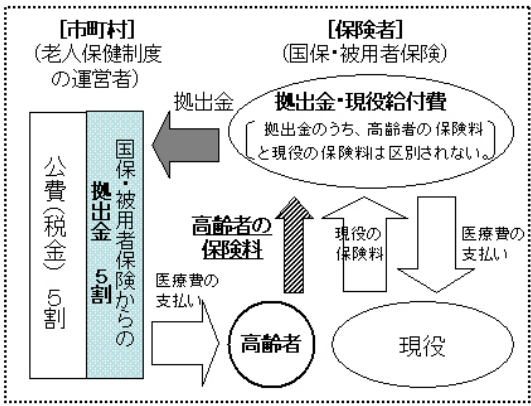 [市町村]
(老人保健制度
の運営者)
[保険者]
(国保・被用者保険)
拠出金
拠出金・現役給付費
拠出金のうち、高齢者の保険料
と現役の保険料は区別されない。
公費(税金) 5割
国保・被用者保険からの
拠出金 5割
高齢者の
保険料
現役の
保険料
医療費の
支払い
医療費の
支払い
高齢者
現役